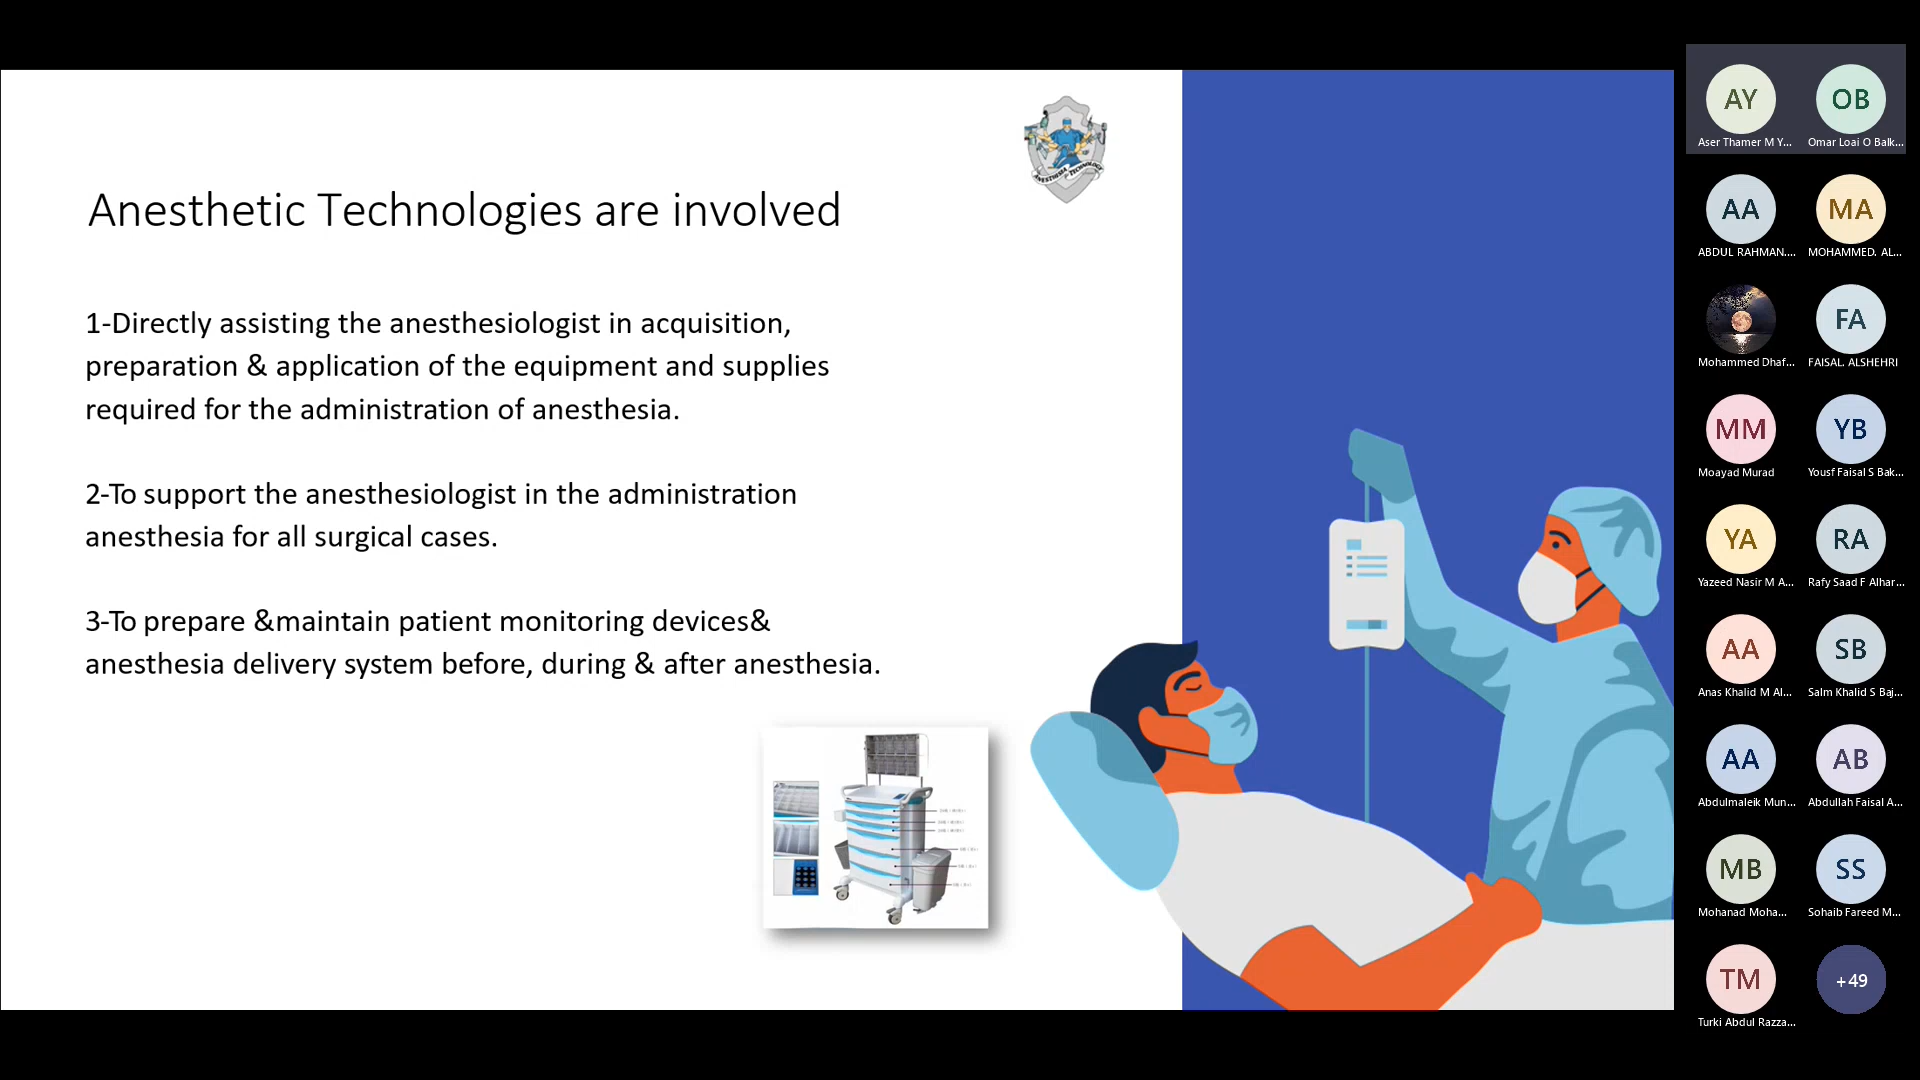 Anesthetic Technologies are involved
1-Directly assisting the anesthesiologist in acquisition,
preparation & application of the equipment and supplies
required for the administration of anesthesia.
2-To support the anesthesiologist in the administration
anesthesia for all surgical cases.
3-To prepare &maintain patient monitoring devices&
anesthesia delivery system before, during & after anesthesia.
ANESTHESIA TECHNOLOGY
AY
OB
Aser Thamer M Y...
Omar Loai O Balk...
AA
MA
ABDUL RAHMAN....
MOHAMMED. AL...
FA
Mohammed Dhaf...
FAISAL. ALSHEHRI
MM
YB
Moayad Murad
Yousf Faisal S Bak...
YA
RA
Yazeed Nasir M A...
Rafy Saad F Alhar...
AA
SB
Anas Khalid M Al...
Salm Khalid S Baj...
AA
AB
Abdulmaleik Mun...
Abdullah Faisal A...
MB
SS
Mohanad Moha...
Sohaib Fareed M...
TM
+49
Turki Abdul Razza...